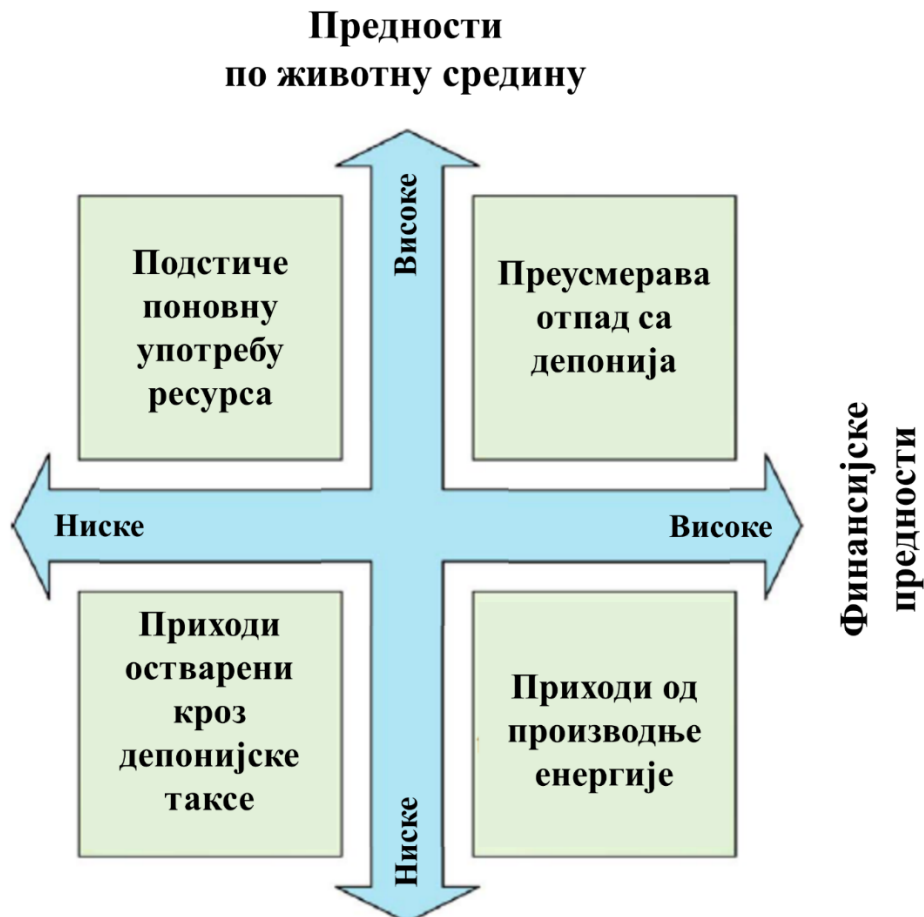 Предности
по животну средину
Високе
Подстиче
поновну
употребу
ресурса
Преусмерава
отпад са
депонија
Ниске
Високе
Финансијске
предности
Приходи
остварени
кроз
депонијске
таксе
Приходи од
производње
енергије
Ниске